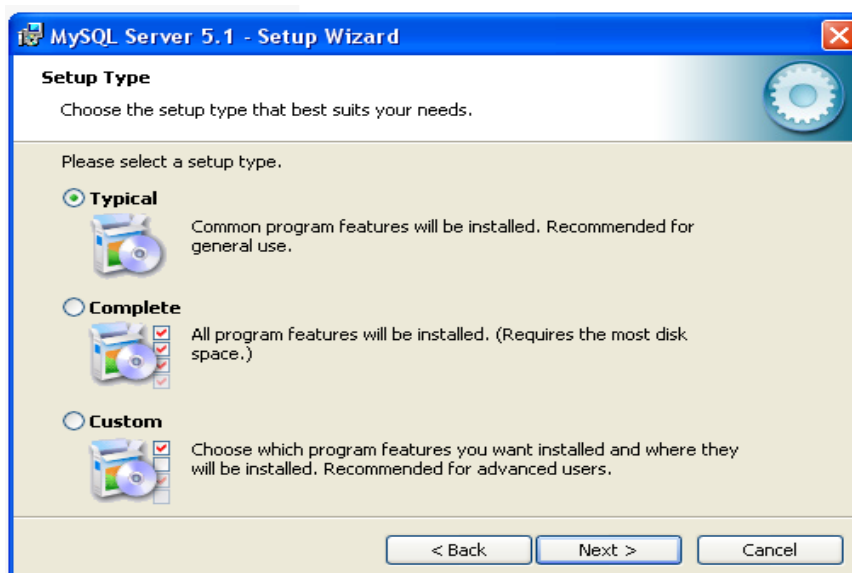 MySQL Server 5.1 - Setup Wizard
Setup Type
Choose the setup type that best suits your needs.
Please select a setup type.
Typical
Common program features will be installed. Recommended for
general use.
Complete
All program features will be installed. (Requires the most disk
space.)
Custom
Choose which program features you want installed and where they
will be installed. Recommended for advanced users.
< Back
Next >
Cancel